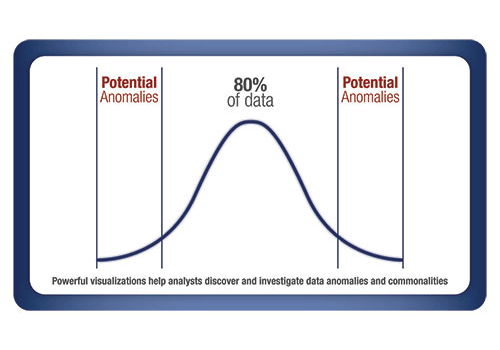 Potential
Anomalies
80%
of data
Potential
Anomalies
Powerful visualizations help analysts discover and investigate data anomalies and commonalities